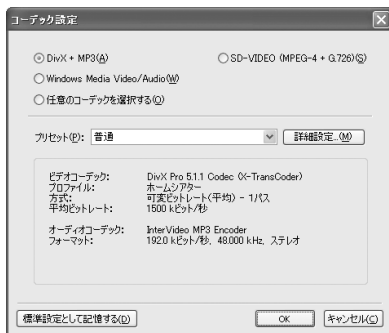 コーデック設定
DivX + MP3(A)
SD-VIDEO (MPEG-4 + G.726)(S)
Windows Media Video/Audio(W)
任意のコーデックを選択する(O)
プリセット(P): 普通 詳細設定...(M)
ビデオコーデック: DivX Pro 5.1.1 Codec (X-TransCoder)
プロファイル: ホームシアター
方式: 可変ビットレート(平均) - 1パス
平均ビットレート: 1500 kビット/秒
オーディオコーデック: InterVideo MP3 Encoder
フォーマット: 192.0 kビット/秒, 48.000 kHz, ステレオ
標準設定として記憶する(D) OK キャンセル(C)